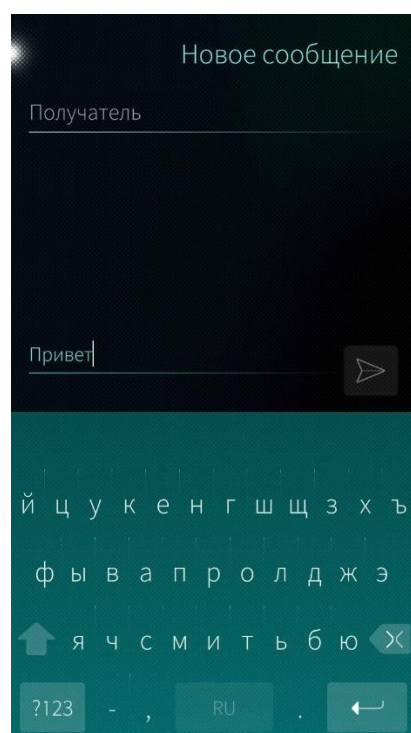 Новое сообщение
Получатель
Привет
й ц у к е н г ш щ з х ъ
ф ы в а п р о л д ж э
я ч с м и т ь б ю
?123 - , RU .